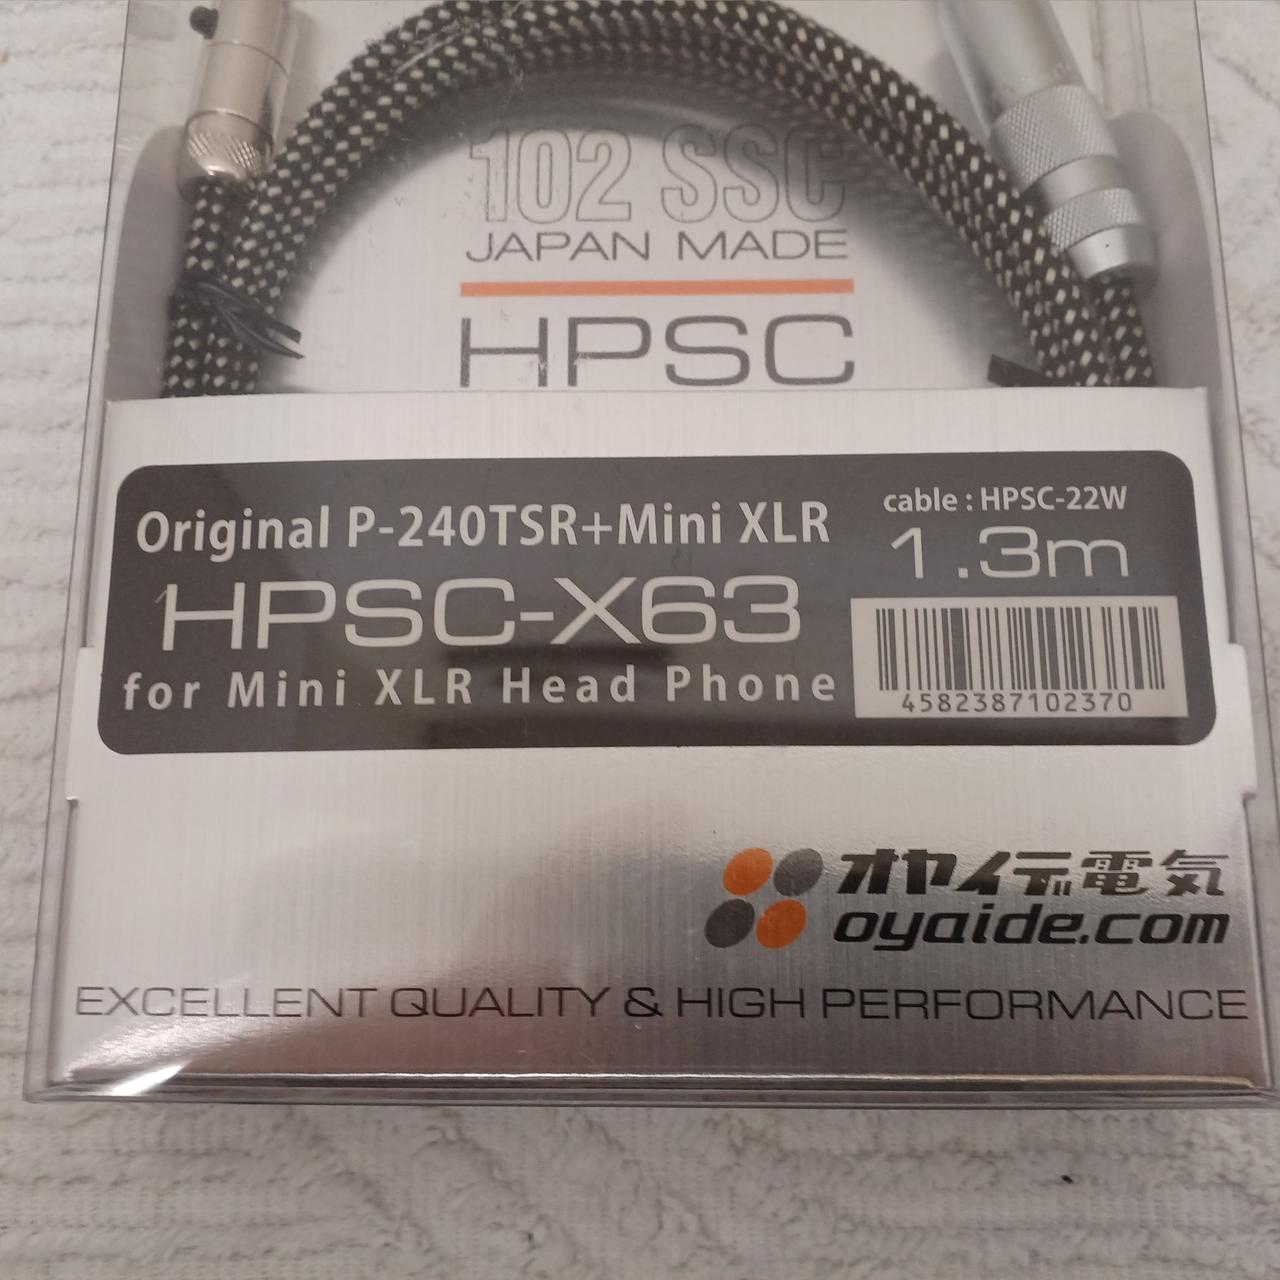 102 SSC
JAPAN MADE
HPSC
Original P-240TSR+Mini XLR
cable : HPSC-22W
1.3m
HPSC-X63
for Mini XLR Head Phone
4582387102370
オヤイデ電気
oyaide.com
EXCELLENT QUALITY & HIGH PERFORMANCE